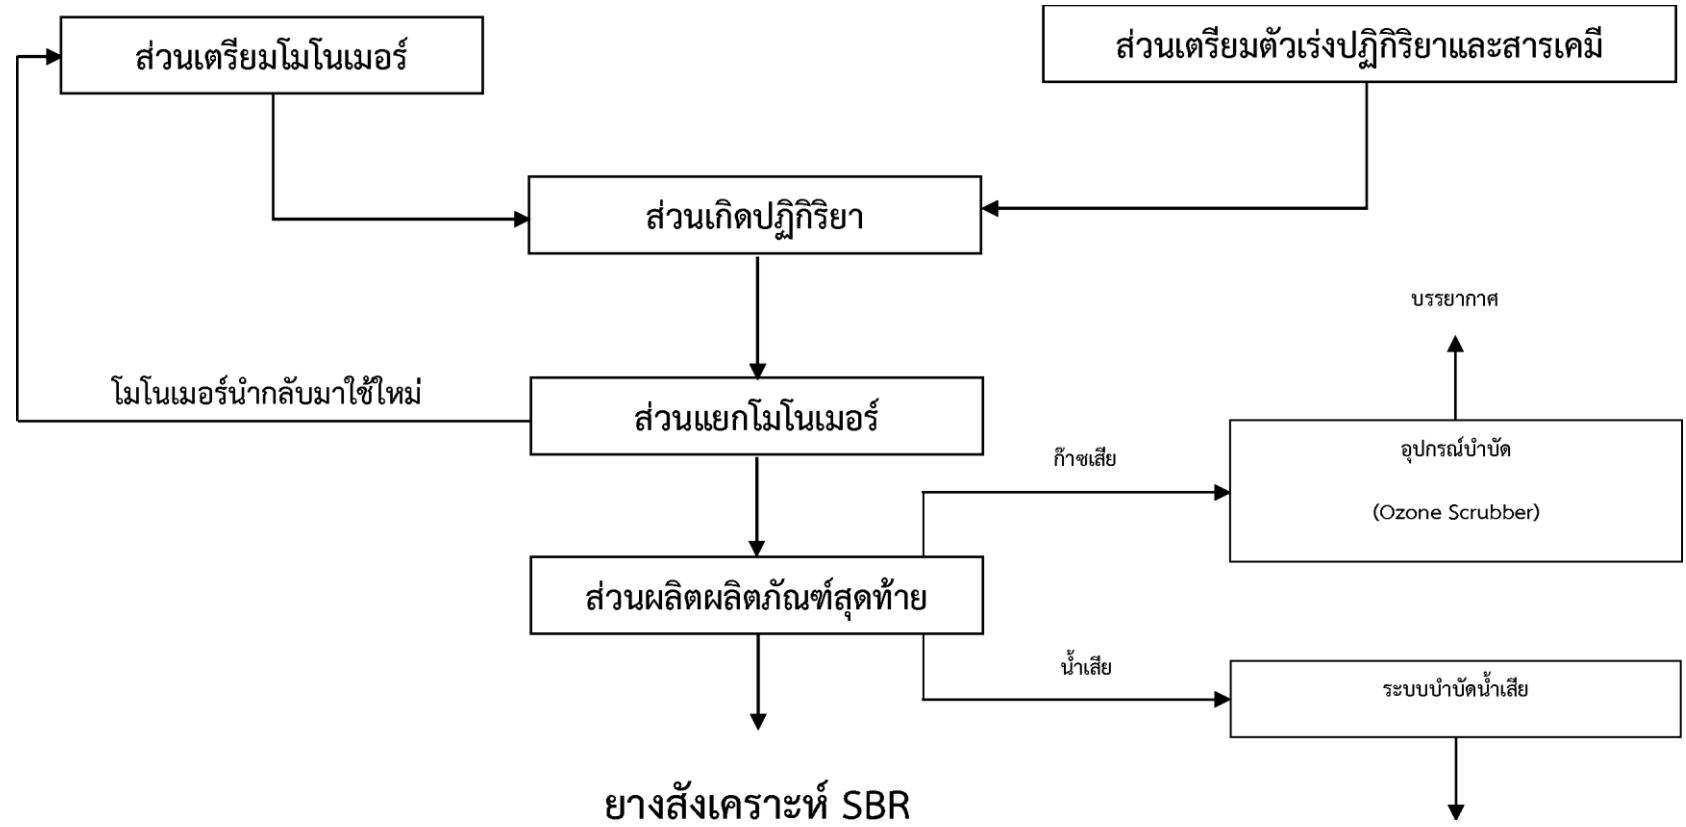 ส่วนเตรียมโมโนเมอร์
ส่วนเตรียมตัวเร่งปฏิกิริยาและสารเคมี
ส่วนเกิดปฏิกิริยา
บรรยากาศ
โมโนเมอร์นำกลับมาใช้ใหม่
ส่วนแยกโมโนเมอร์
ก๊าซเสีย
อุปกรณ์บำบัด
(Ozone Scrubber)
ส่วนผลิตผลิตภัณฑ์สุดท้าย
น้ำเสีย
ระบบบำบัดน้ำเสีย
ยางสังเคราะห์ SBR